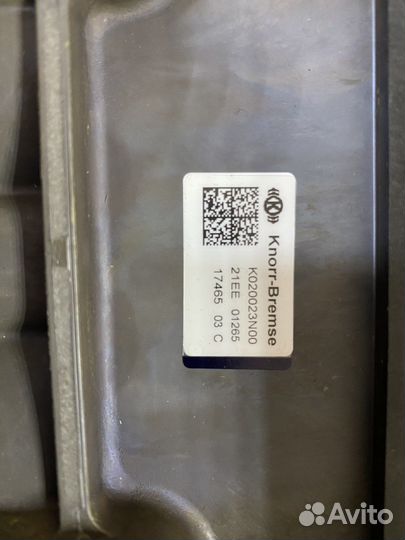 Knorr-Bremse
K020023N00
21EE 01265
17465 03 C
Avito